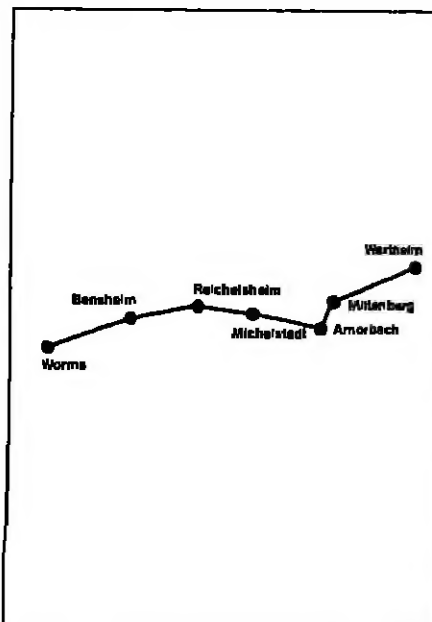 Wertheim
Reichelsheim
Bensheim
Miltenberg
Michelstadt
Amorbach
Worms